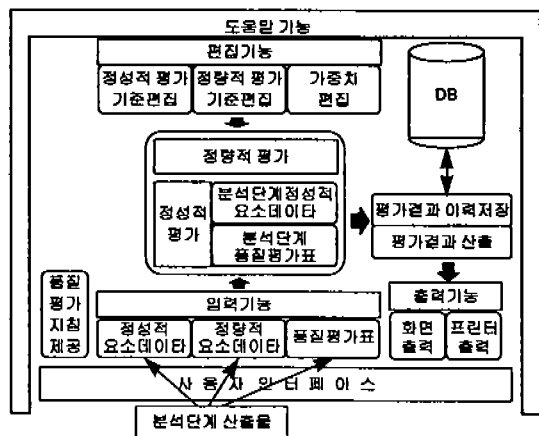 도움말 기능
편집기능
정성적 평가
기준편집
정량적 평가
기준편집
가중치
편집
DB
정량적 평가
정성적
평가
분석단계정성적
요소데이타
분석단계
품질평가표
평가결과 이력저장
평가결과 산출
품질
평가
지침
제공
입력기능
정성적
요소데이타
정량적
요소데이타
품질평가표
출력기능
화면
출력
프린터
출력
사 용 자 인 터 페 이 스
분석단계 산출물